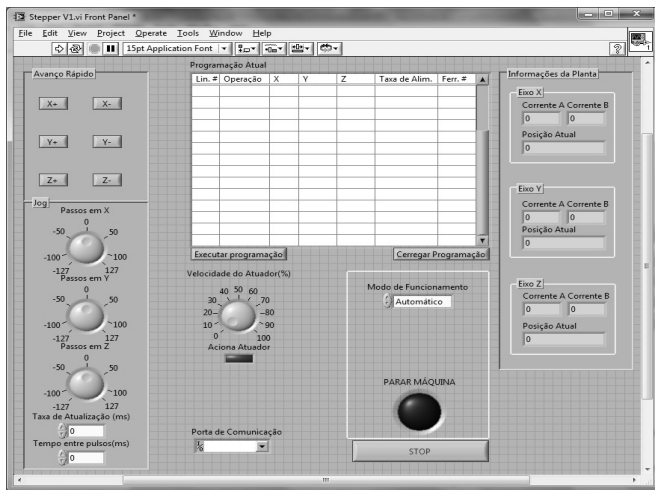 Stepper V1.vi Front Panel *
File Edit View Project Operate Tools Window Help
15pt Application Font
Avanço Rápido
X+ X-
Y+ Y-
Z+ Z-
Jog
Passos em X
0
-50 50
-100 100
-127 127
Passos em Y
0
-50 50
-100 100
-127 127
Passos em Z
0
-50 50
-100 100
-127 127
Taxa de Atualização (ms)
0
Tempo entre pulsos(ms)
0
Programação Atual
Lin. # Operação X Y Z Taxa de Alim. Ferr. #
Executar programação Cerregar Programação
Velocidade do Atuador(%)
40 50 60
30 70
20 80
10 90
0 100
Aciona Atuador
Porta de Comunicação
Modo de Funcionamento
Automático
PARAR MÁQUINA
STOP
Informações da Planta
Eixo X
Corrente A Corrente B
0 0
Posição Atual
0
Eixo Y
Corrente A Corrente B
0 0
Posição Atual
0
Eixo Z
Corrente A Corrente B
0 0
Posição Atual
0